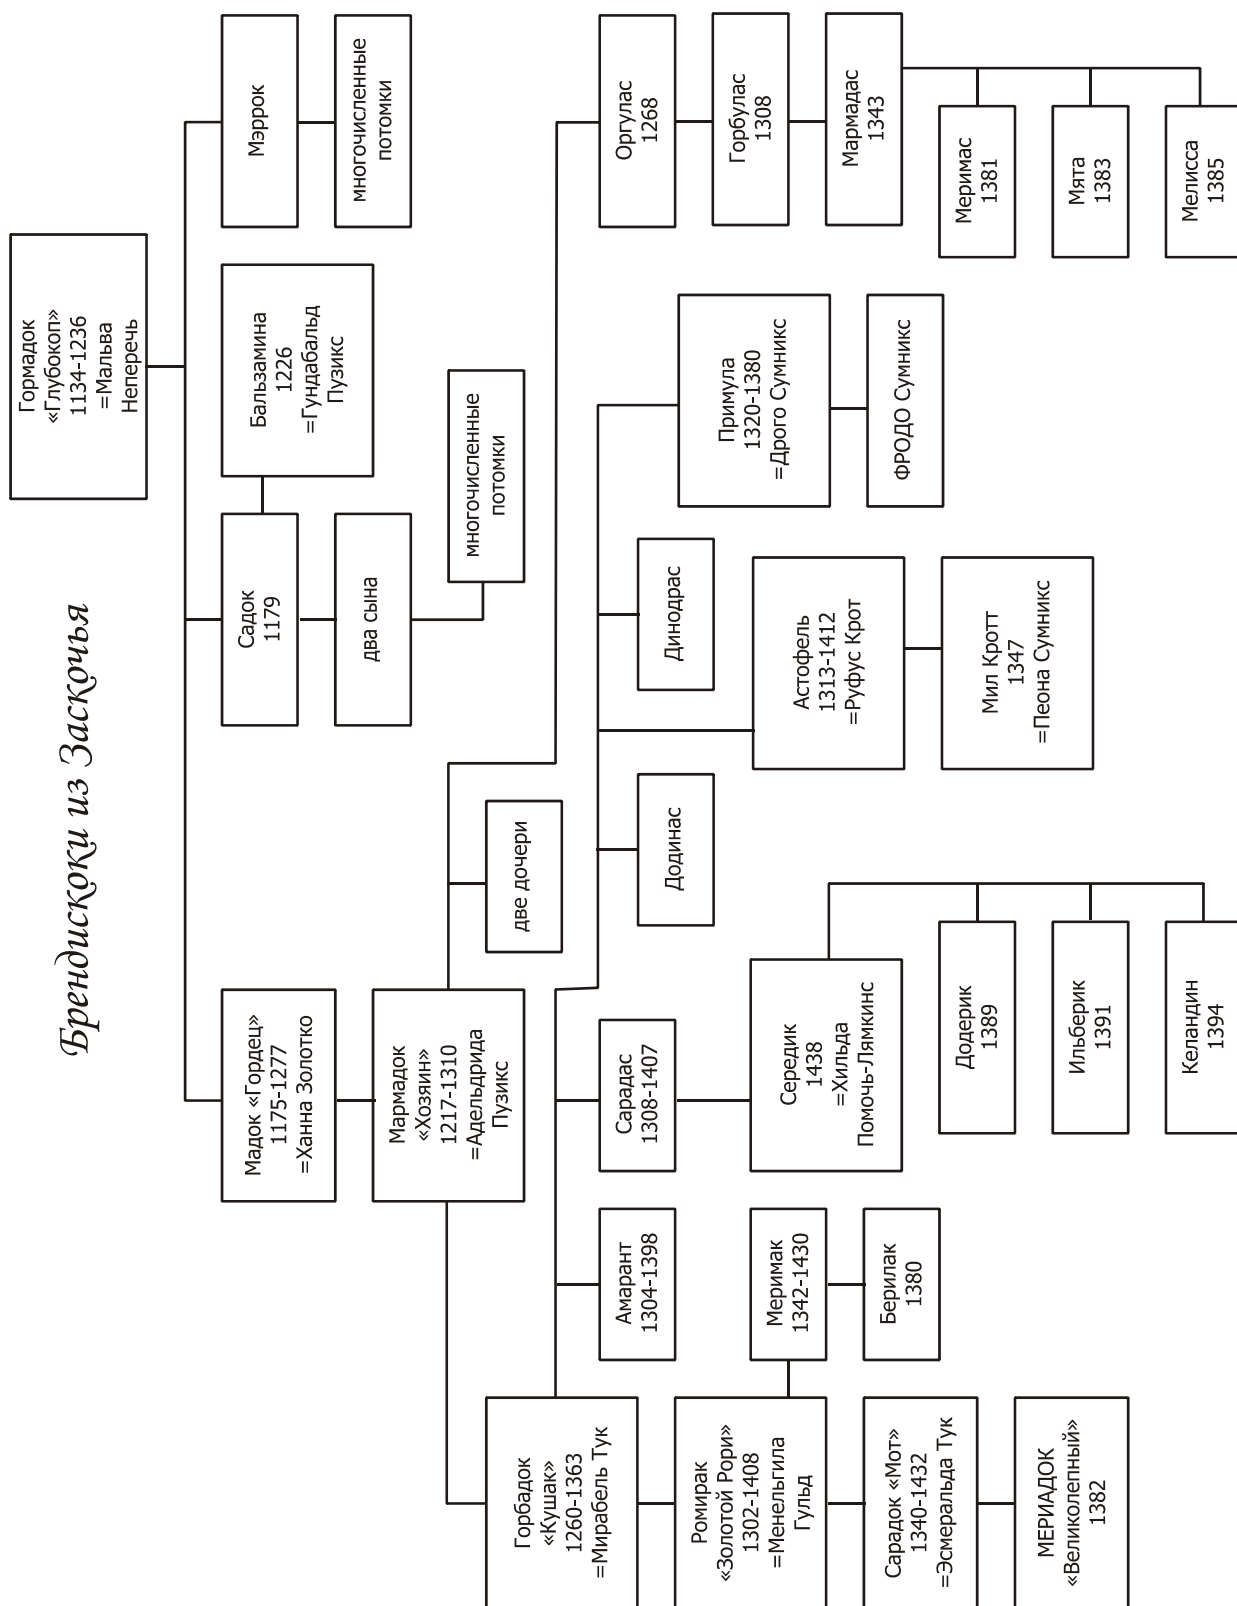 Брендискоки из Заскочья
Гормадок
«Глубокоп»
1134-1236
=Мальва
Неперечь
Мадок «Гордец»
1175-1277
=Ханна Золотко
Садок
1179
Бальзамина
1226
=Гундабальд
Пузикс
Мэррок
два сына
многочисленные
потомки
Мармадок
«Хозяин»
1217-1310
=Адельдрида
Пузикс
многочисленные
потомки
Горбадок
«Кушак»
1260-1363
=Мирабель Тук
две дочери
Оргулас
1268
Ромирак
«Золотой Рори»
1302-1408
=Менельгила
Гульд
Амарант
1304-1398
Сарадас
1308-1407
Додинас
Динодрас
Примула
1320-1380
=Дрого Сумникс
Горбулас
1308
Меримак
1342-1430
Середик
1438
=Хильда
Помочь-Лямкинс
Астофель
1313-1412
=Руфус Крот
Мармадас
1343
Сарадок «Мот»
1340-1432
=Эсмеральда Тук
Берилак
1380
Додерик
1389
Мил Кротт
1347
=Пеона Сумникс
ФРОДО Сумникс
Меримас
1381
МЕРИАДОК
«Великолепный»
1382
Ильберик
1391
Мята
1383
Келандин
1394
Мелисса
1385